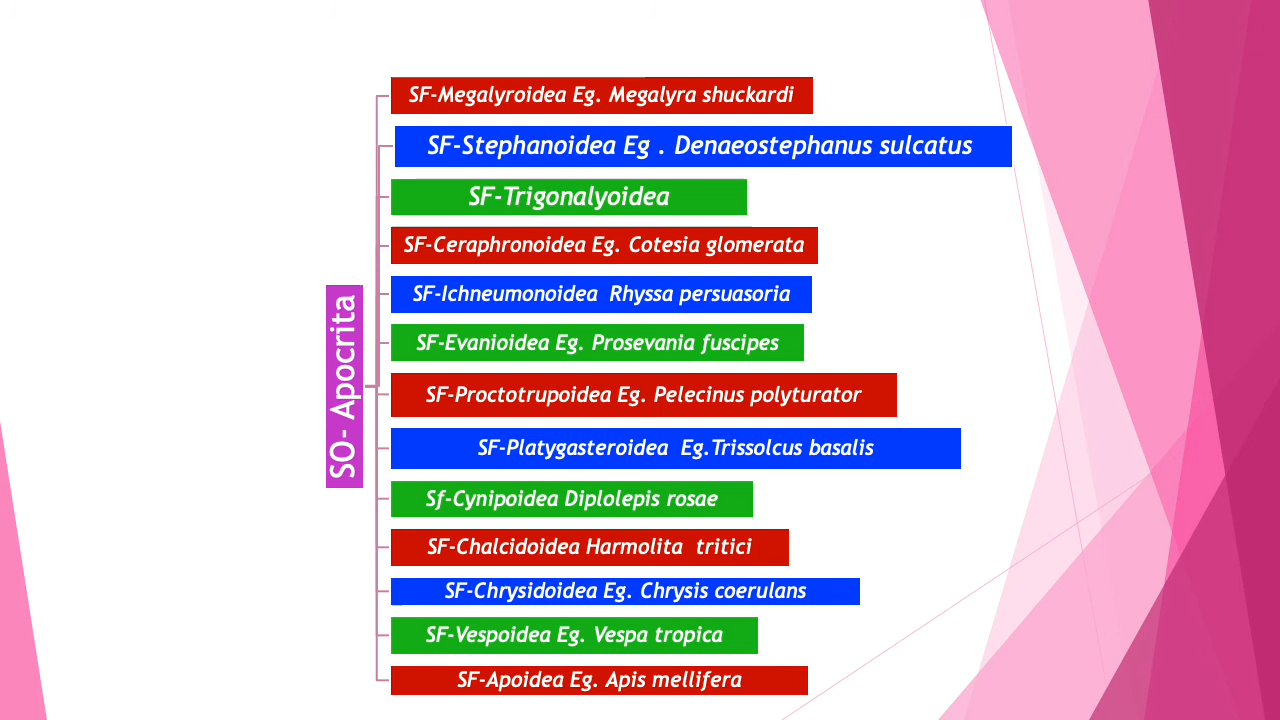 SO- Apocrita
SF-Megalyroidea Eg. Megalyra shuckardi
SF-Stephanoidea Eg . Denaeostephanus sulcatus
SF-Trigonalyoidea
SF-Ceraphronoidea Eg. Cotesia glomerata
SF-Ichneumonoidea  Rhyssa persuasoria
SF-Evanioidea Eg. Prosevania fuscipes
SF-Proctotrupoidea Eg. Pelecinus polyturator
SF-Platygasteroidea  Eg.Trissolcus basalis
Sf-Cynipoidea Diplolepis rosae
SF-Chalcidoidea Harmolita  tritici
SF-Chrysidoidea Eg. Chrysis coerulans
SF-Vespoidea Eg. Vespa tropica
SF-Apoidea Eg. Apis mellifera